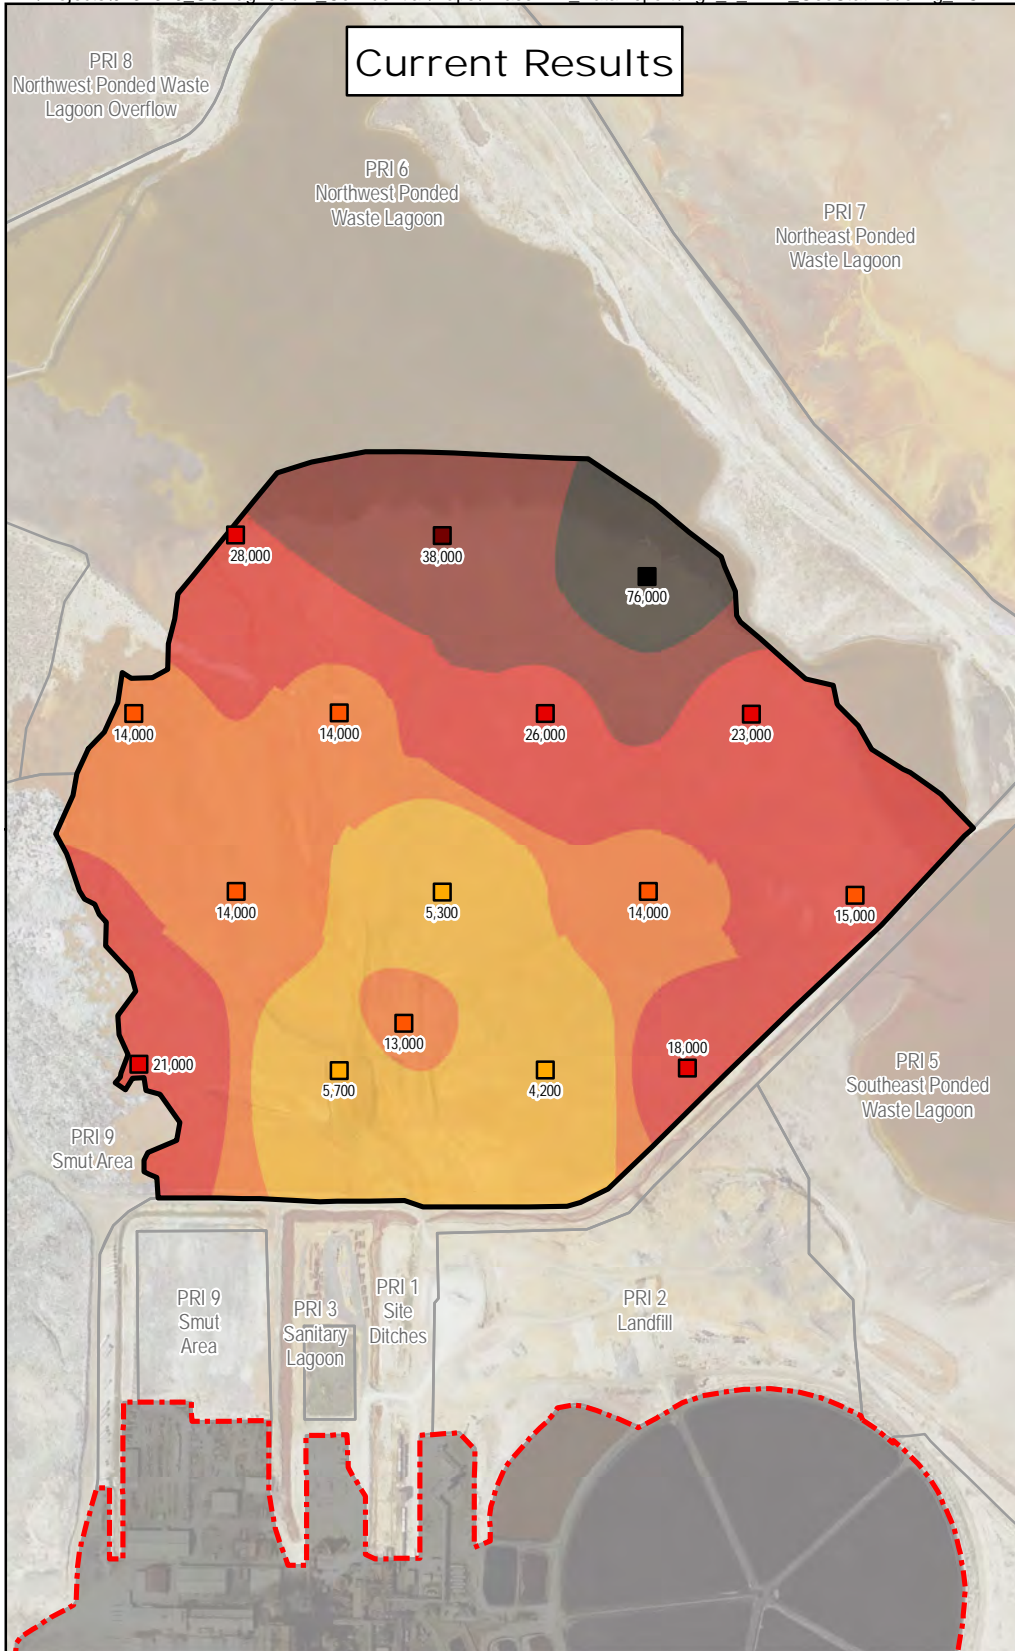 Current Results
PRI 8
Northwest Ponded Waste
Lagoon Overflow
PRI 6
Northwest Ponded
Waste Lagoon
PRI 7
Northeast Ponded
Waste Lagoon
28,000
38,000
76,000
14,000
14,000
26,000
23,000
14,000
5,300
14,000
15,000
13,000
21,000
5,700
4,200
18,000
PRI 5
Southeast Ponded
Waste Lagoon
PRI 9
Smut Area
PRI 9
Smut
Area
PRI 3
Sanitary
Lagoon
PRI 1
Site
Ditches
PRI 2
Landfill